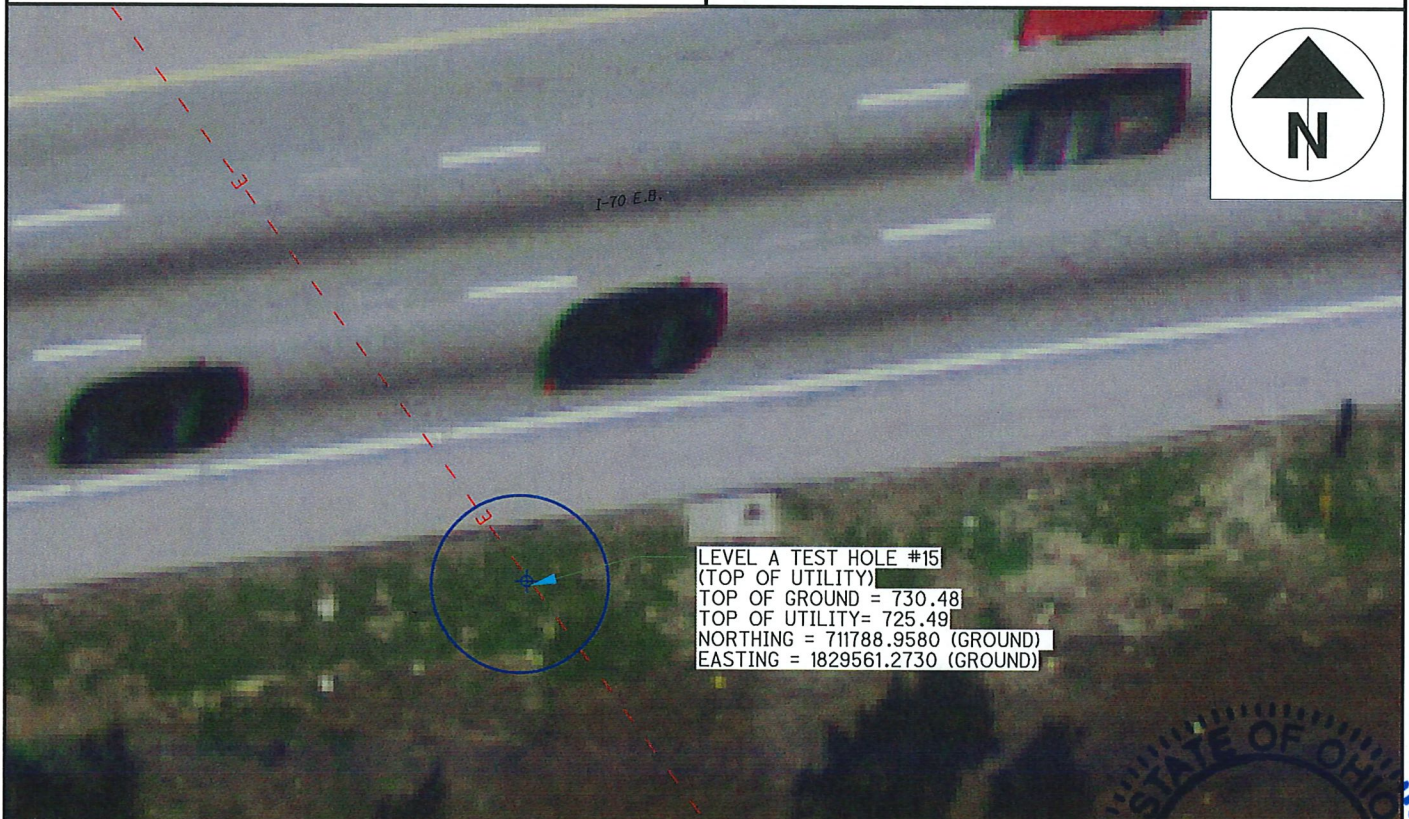 N
E
I-70 E.B.
E
LEVEL A TEST HOLE #15
(TOP OF UTILITY)
TOP OF GROUND = 730.48
TOP OF UTILITY= 725.49
NORTHING = 711788.9580 (GROUND)
EASTING = 1829561.2730 (GROUND)
STATE OF OHIO